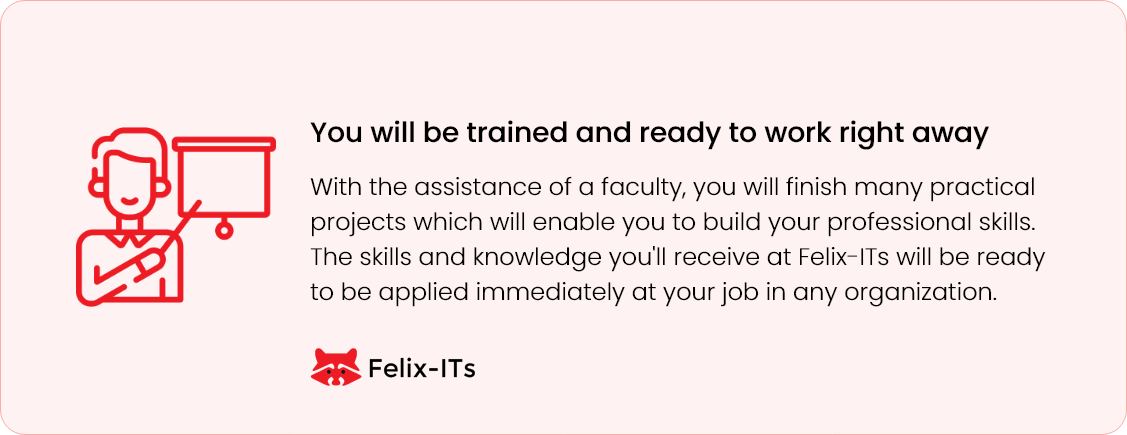 You will be trained and ready to work right away
With the assistance of a faculty, you will finish many practical
projects which will enable you to build your professional skills.
The skills and knowledge you'll receive at Felix-ITs will be ready
to be applied immediately at your job in any organization.
Felix-ITs